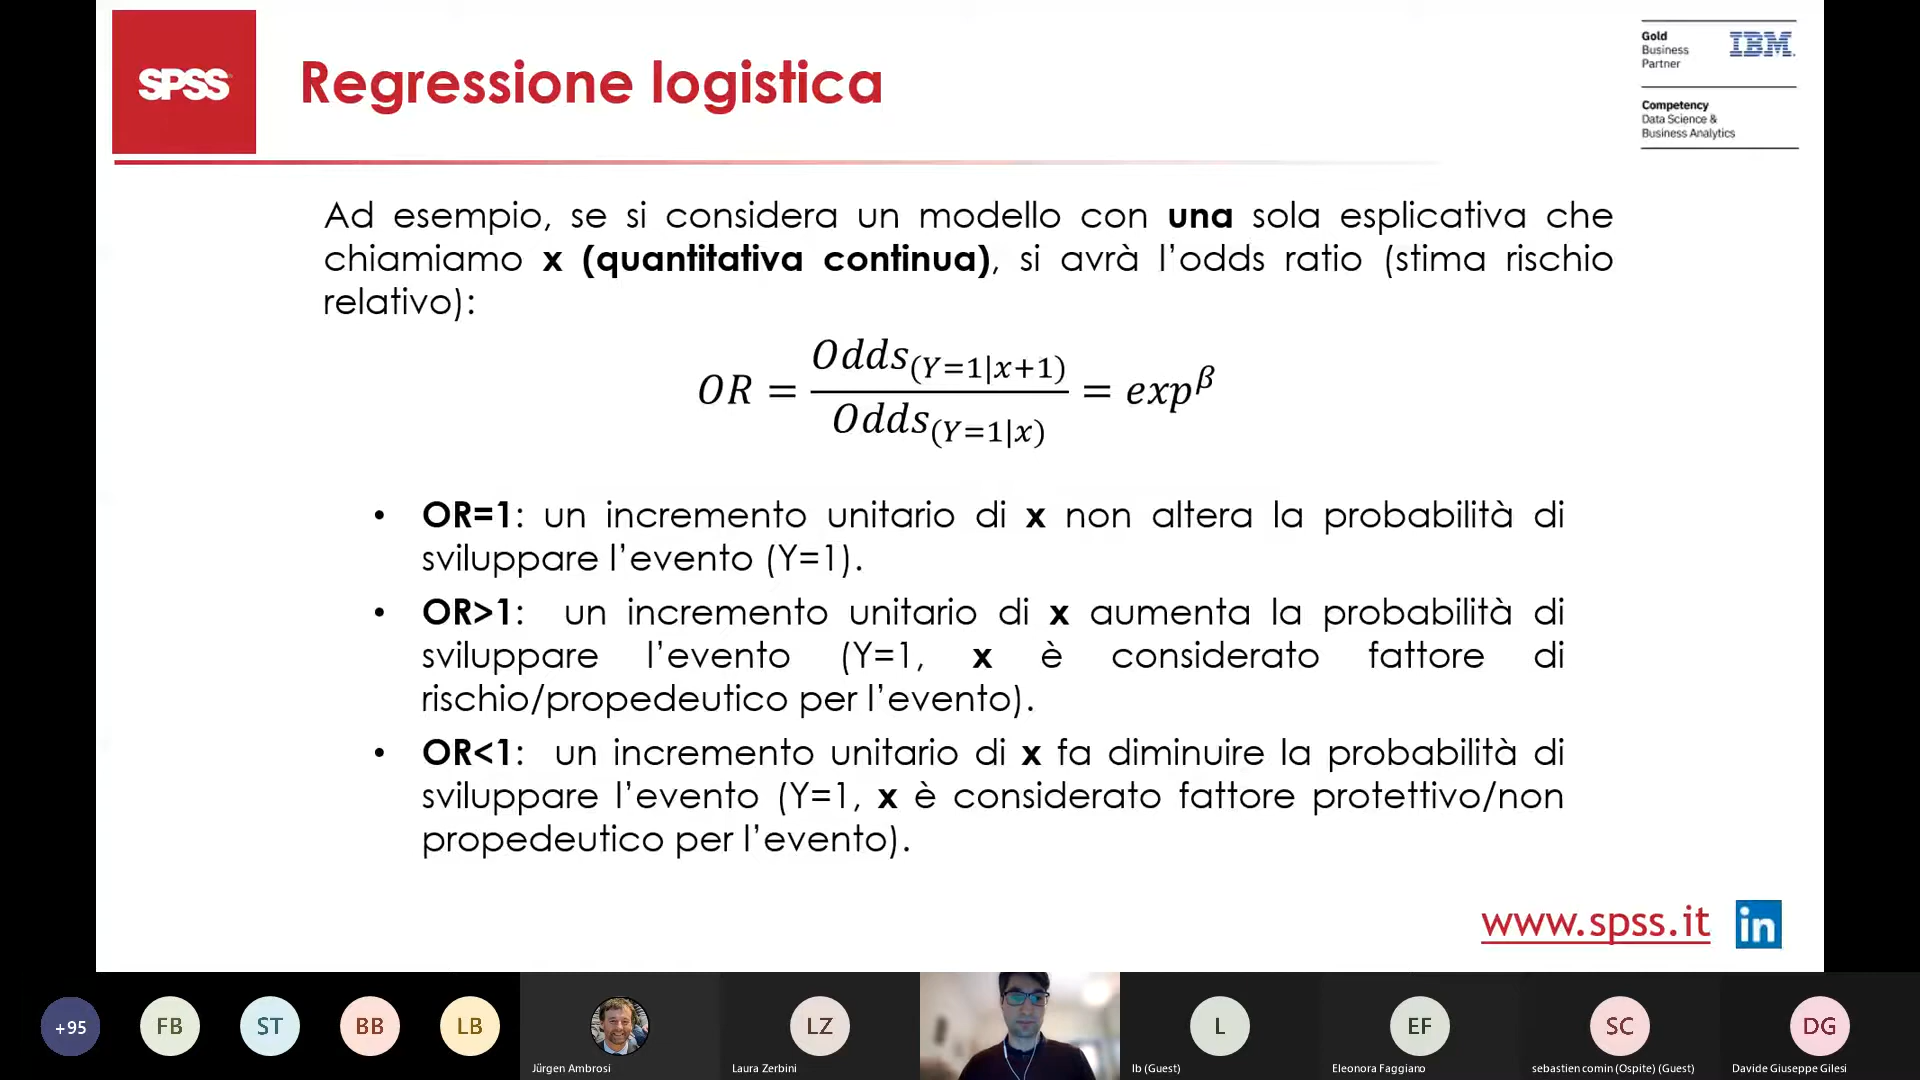 SPSS
Regressione logistica
Gold
Business
Partner
IBM
Competency
Data Science &
Business Analytics
Ad esempio, se si considera un modello con una sola esplicativa che
chiamiamo x (quantitativa continua), si avrà l’odds ratio (stima rischio
relativo):
OR = Odds(Y=1|x+1) / Odds(Y=1|x) = exp^β
• OR=1: un incremento unitario di x non altera la probabilità di
sviluppare l’evento (Y=1).
• OR>1: un incremento unitario di x aumenta la probabilità di
sviluppare l’evento (Y=1, x è considerato fattore di
rischio/propedeutico per l’evento).
• OR<1: un incremento unitario di x fa diminuire la probabilità di
sviluppare l’evento (Y=1, x è considerato fattore protettivo/non
propedeutico per l’evento).
www.spss.it
in
+95 FB ST BB LB LZ L EF SC DG
Jürgen Ambrosi Laura Zerbini lb (Guest) Eleonora Faggiano sebastien comin (Ospite) (Guest) Davide Giuseppe Gilesi